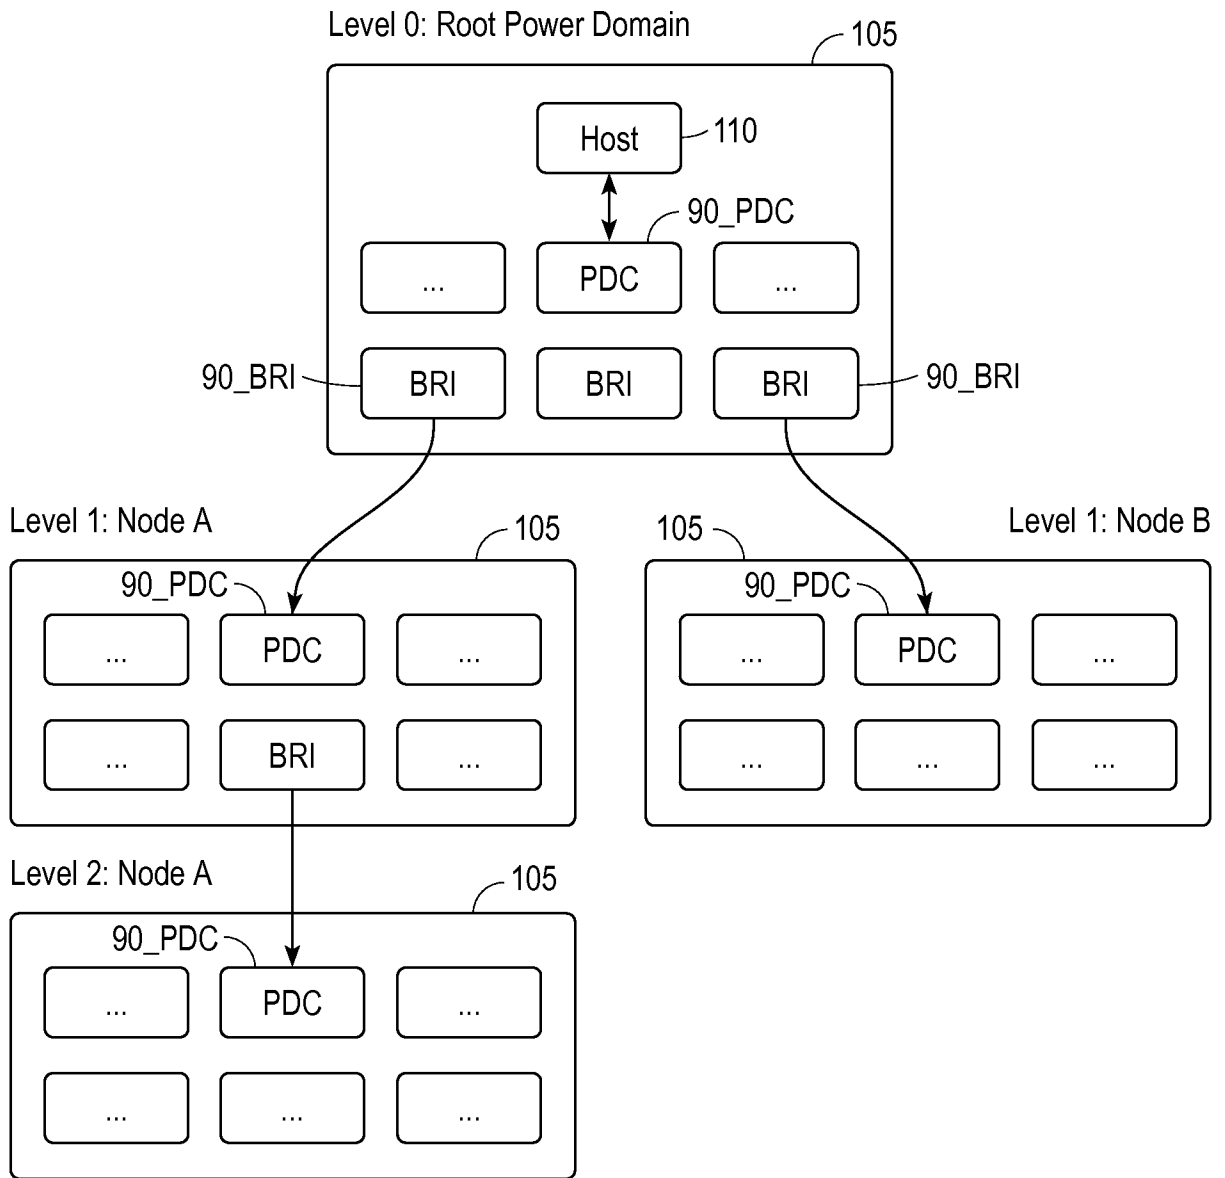 Level 0: Root Power Domain
105
Host
110
90_PDC
... PDC ...
90_BRI BRI BRI BRI 90_BRI
Level 1: Node A
105
90_PDC
... PDC ...
... BRI ...
105
Level 1: Node B
90_PDC
... PDC ...
... ... ...
Level 2: Node A
105
90_PDC
... PDC ...
... ... ...